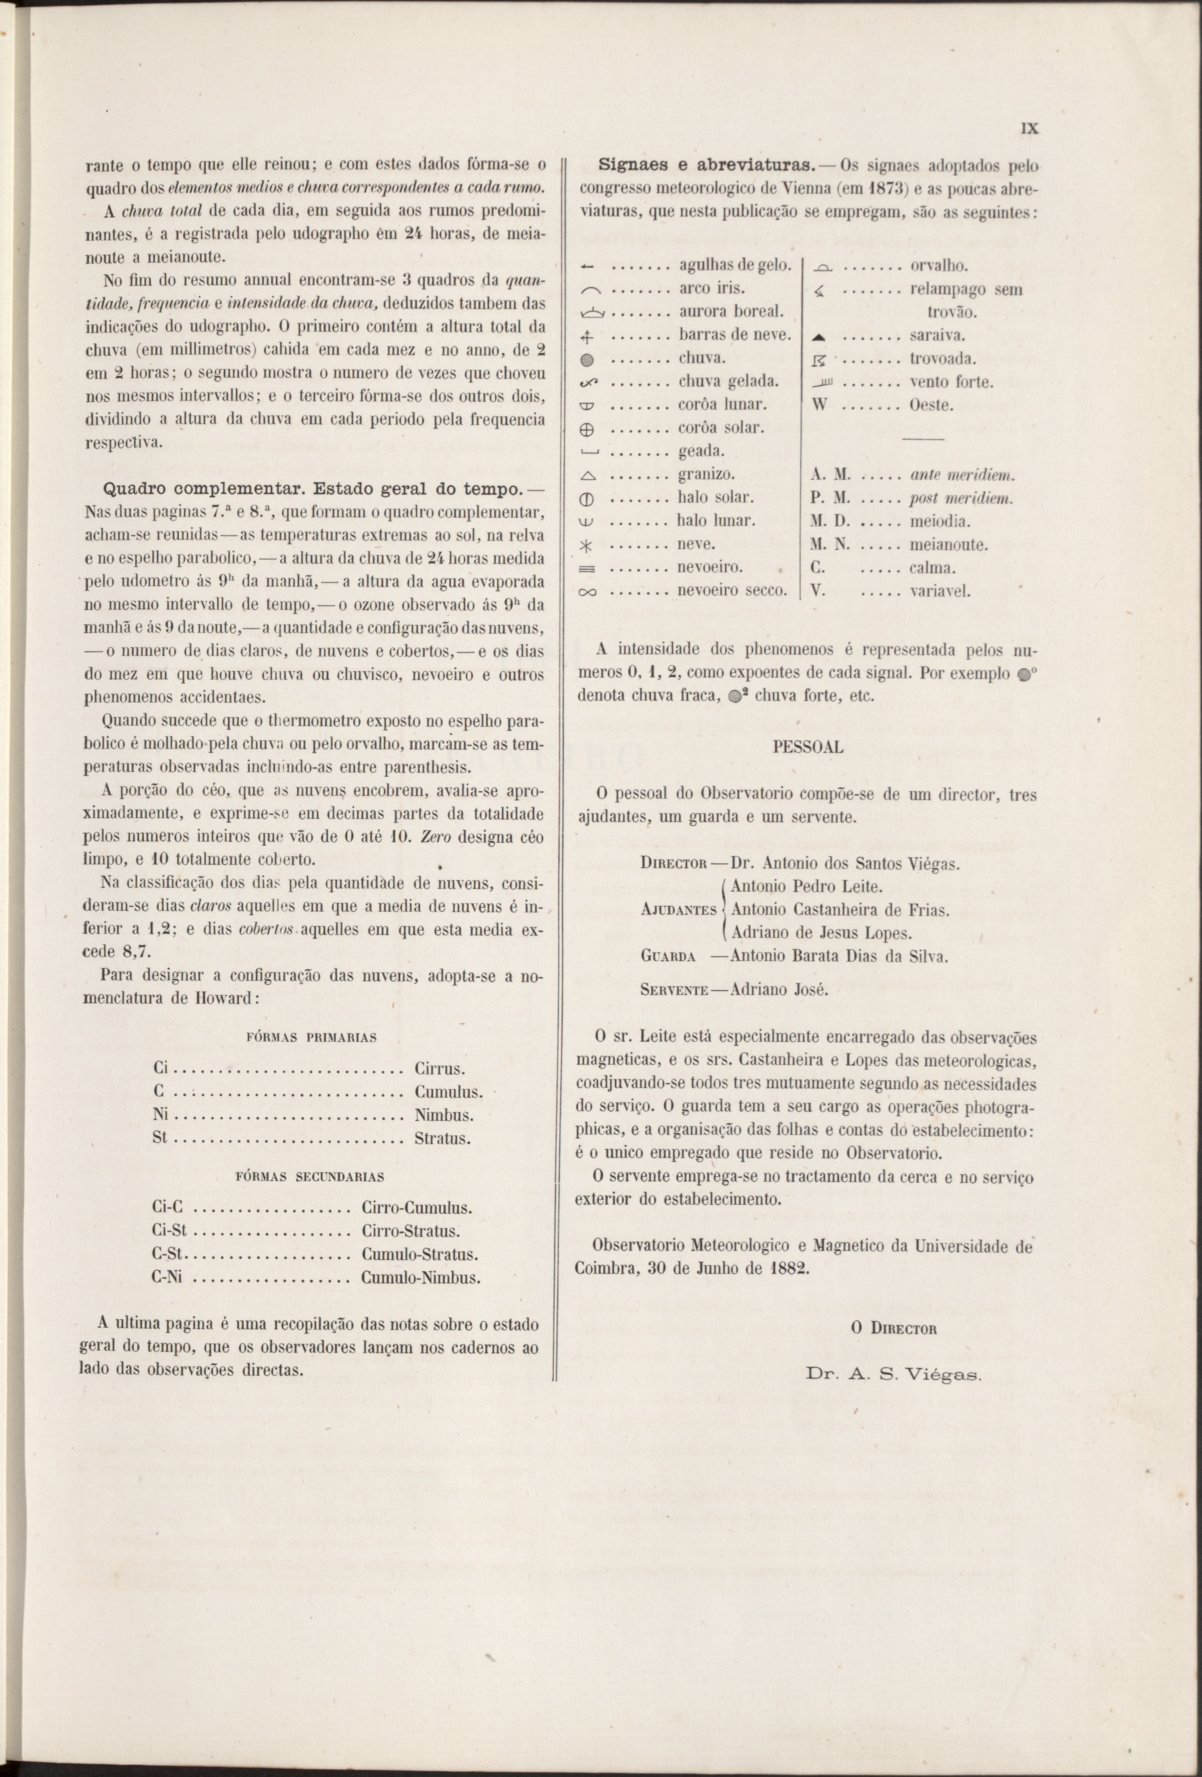 IX
rante o tempo que elle reinou; e com estes dados fórma-se o
quadro dos elementos medios e chuva correspondentes a cada rumo.
A chuva total de cada dia, em seguida aos rumos predomi-
nantes, é a registrada pelo udographo em 24 horas, de meia-
noute a meianoute.
No fim do resumo annual encontram-se 3 quadros da quan-
tidade, frequencia e intensidade da chuva, deduzidos tambem das
indicações do udographo. O primeiro contém a altura total da
chuva (em millimetros) cahida em cada mez e no anno, de 2
em 2 horas; o segundo mostra o numero de vezes que choveu
nos mesmos intervallos; e o terceiro fórma-se dos outros dois,
dividindo a altura da chuva em cada periodo pela frequencia
respectiva.
Quadro complementar. Estado geral do tempo.—
Nas duas paginas 7.ª e 8.ª, que formam o quadro complementar,
acham-se reunidas—as temperaturas extremas ao sol, na relva
e no espelho parabolico,—a altura da chuva de 24 horas medida
pelo udometro ás 9ʰ da manhã,—a altura da agua evaporada
no mesmo intervallo de tempo,—o ozone observado ás 9ʰ da
manhã e ás 9 da noute,—a quantidade e configuração das nuvens,
—o numero de dias claros, de nuvens e cobertos,—e os dias
do mez em que houve chuva ou chuvisco, nevoeiro e outros
phenomenos accidentaes.
Quando succede que o thermometro exposto no espelho para-
bolico é molhado pela chuva ou pelo orvalho, marcam-se as tem-
peraturas observadas incluindo-as entre parenthesis.
A porção do céo, que as nuvens encobrem, avalia-se apro-
ximadamente, e exprime-se em decimas partes da totalidade
pelos numeros inteiros que vão de 0 até 10. Zero designa céo
limpo, e 10 totalmente coberto.
Na classificação dos dias pela quantidade de nuvens, consi-
deram-se dias claros aquelles em que a media de nuvens é in-
ferior a 1,2; e dias cobertos aquelles em que esta media ex-
cede 8,7.
Para designar a configuração das nuvens, adopta-se a no-
menclatura de Howard:
FÓRMAS PRIMARIAS
Ci .......................... Cirrus.
C .......................... Cumulus.
Ni .......................... Nimbus.
St .......................... Stratus.
FÓRMAS SECUNDARIAS
Ci-C .................. Cirro-Cumulus.
Ci-St .................. Cirro-Stratus.
C-St................... Cumulo-Stratus.
C-Ni .................. Cumulo-Nimbus.
A ultima pagina é uma recopilação das notas sobre o estado
geral do tempo, que os observadores lançam nos cadernos ao
lado das observações directas.
Signaes e abreviaturas.—Os signaes adoptados pelo
congresso meteorologico de Vienna (em 1873) e as poucas abre-
viaturas, que nesta publicação se empregam, são as seguintes:
....... agulhas de gelo.
....... arco iris.
....... aurora boreal.
....... barras de neve.
....... chuva.
....... chuva gelada.
....... corôa lunar.
⊕ ....... corôa solar.
....... geada.
△ ....... granizo.
....... halo solar.
....... halo lunar.
....... neve.
≡ ....... nevoeiro.
∞ ....... nevoeiro secco.
....... orvalho.
....... relampago sem
trovão.
▲ ....... saraiva.
....... trovoada.
....... vento forte.
W ....... Oeste.
A. M. ..... ante meridiem.
P. M. ..... post meridiem.
M. D. ..... meiodia.
M. N. ..... meianoute.
C. ..... calma.
V. ..... variavel.
A intensidade dos phenomenos é representada pelos nu-
meros 0, 1, 2, como expoentes de cada signal. Por exemplo ●⁰
denota chuva fraca, ●² chuva forte, etc.
PESSOAL
O pessoal do Observatorio compõe-se de um director, tres
ajudantes, um guarda e um servente.
DIRECTOR—Dr. Antonio dos Santos Viégas.
Antonio Pedro Leite.
AJUDANTES Antonio Castanheira de Frias.
Adriano de Jesus Lopes.
GUARDA —Antonio Barata Dias da Silva.
SERVENTE—Adriano José.
O sr. Leite está especialmente encarregado das observações
magneticas, e os srs. Castanheira e Lopes das meteorologicas,
coadjuvando-se todos tres mutuamente segundo as necessidades
do serviço. O guarda tem a seu cargo as operações photogra-
phicas, e a organisação das folhas e contas do estabelecimento:
é o unico empregado que reside no Observatorio.
O servente emprega-se no tractamento da cerca e no serviço
exterior do estabelecimento.
Observatorio Meteorologico e Magnetico da Universidade de
Coimbra, 30 de Junho de 1882.
O DIRECTOR
Dr. A. S. Viégas.